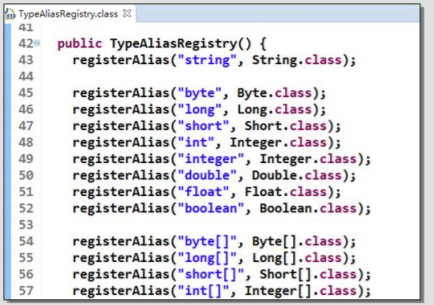 TypeAliasRegistry.class
41
42 public TypeAliasRegistry() {
43 registerAlias("string", String.class);
44
45 registerAlias("byte", Byte.class);
46 registerAlias("long", Long.class);
47 registerAlias("short", Short.class);
48 registerAlias("int", Integer.class);
49 registerAlias("integer", Integer.class);
50 registerAlias("double", Double.class);
51 registerAlias("float", Float.class);
52 registerAlias("boolean", Boolean.class);
53
54 registerAlias("byte[]", Byte[].class);
55 registerAlias("long[]", Long[].class);
56 registerAlias("short[]", Short[].class);
57 registerAlias("int[]", Integer[].class);